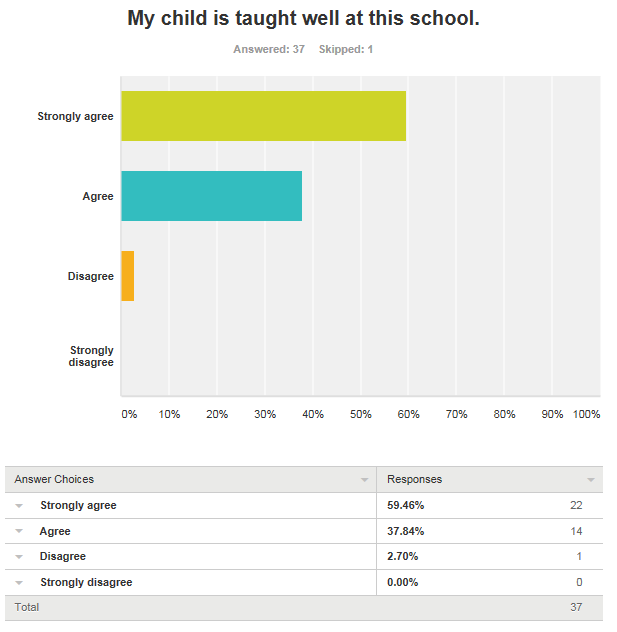 My child is taught well at this school.
Answered: 37 Skipped: 1
Strongly agree
Agree
Disagree
Strongly
disagree
0% 10% 20% 30% 40% 50% 60% 70% 80% 90% 100%
Answer Choices Responses
Strongly agree 59.46% 22
Agree 37.84% 14
Disagree 2.70% 1
Strongly disagree 0.00% 0
Total 37